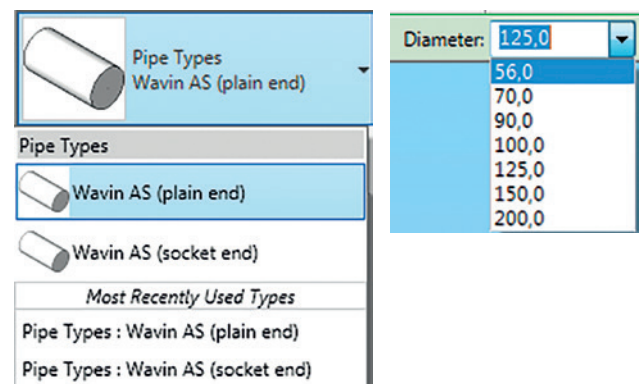 Pipe Types
Wavin AS (plain end)
Pipe Types
Wavin AS (plain end)
Wavin AS (socket end)
Most Recently Used Types
Pipe Types : Wavin AS (plain end)
Pipe Types : Wavin AS (socket end)
Diameter: 125,0
56,0
70,0
90,0
100,0
125,0
150,0
200,0